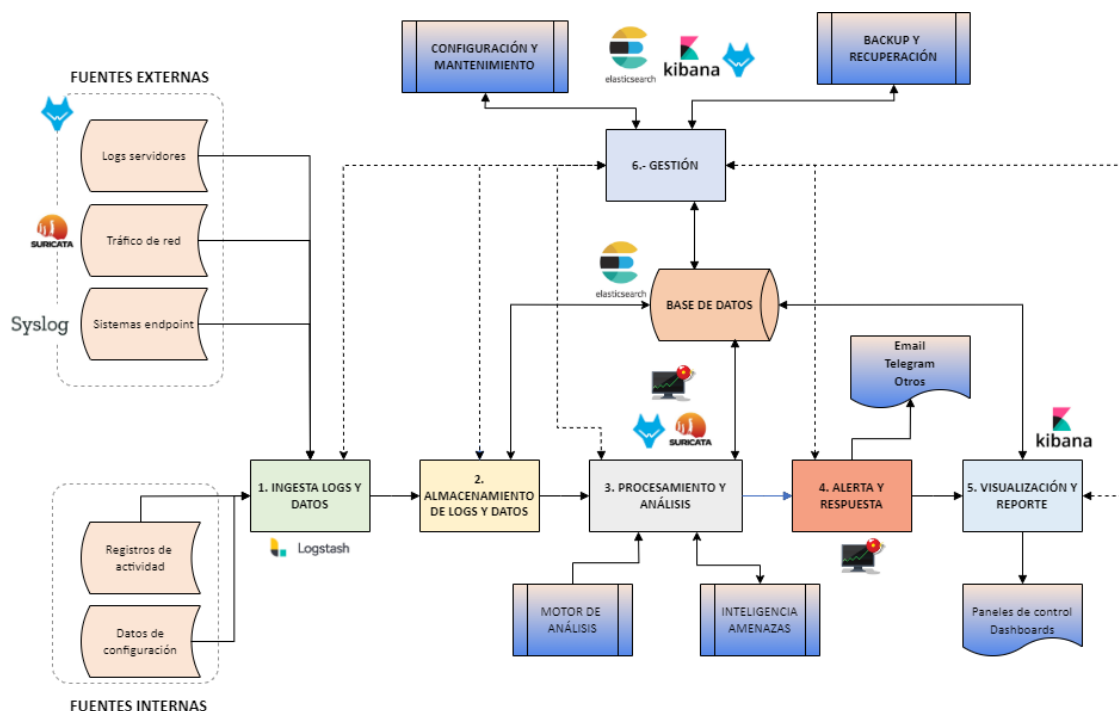 CONFIGURACIÓN Y
MANTENIMIENTO
elasticsearch
kibana
BACKUP Y
RECUPERACIÓN
FUENTES EXTERNAS
Logs servidores
SURICATA
Tráfico de red
Syslog
Sistemas endpoint
6.- GESTIÓN
elasticsearch
BASE DE DATOS
Email
Telegram
Otros
SURICATA
kibana
1. INGESTA LOGS Y
DATOS
2.
ALMACENAMIENTO
DE LOGS Y DATOS
3. PROCESAMIENTO Y
ANÁLISIS
4. ALERTA Y
RESPUESTA
5. VISUALIZACIÓN Y
REPORTE
Logstash
Registros de
actividad
Datos de
configuración
FUENTES INTERNAS
MOTOR DE
ANÁLISIS
INTELIGENCIA
AMENAZAS
Paneles de control
Dashboards